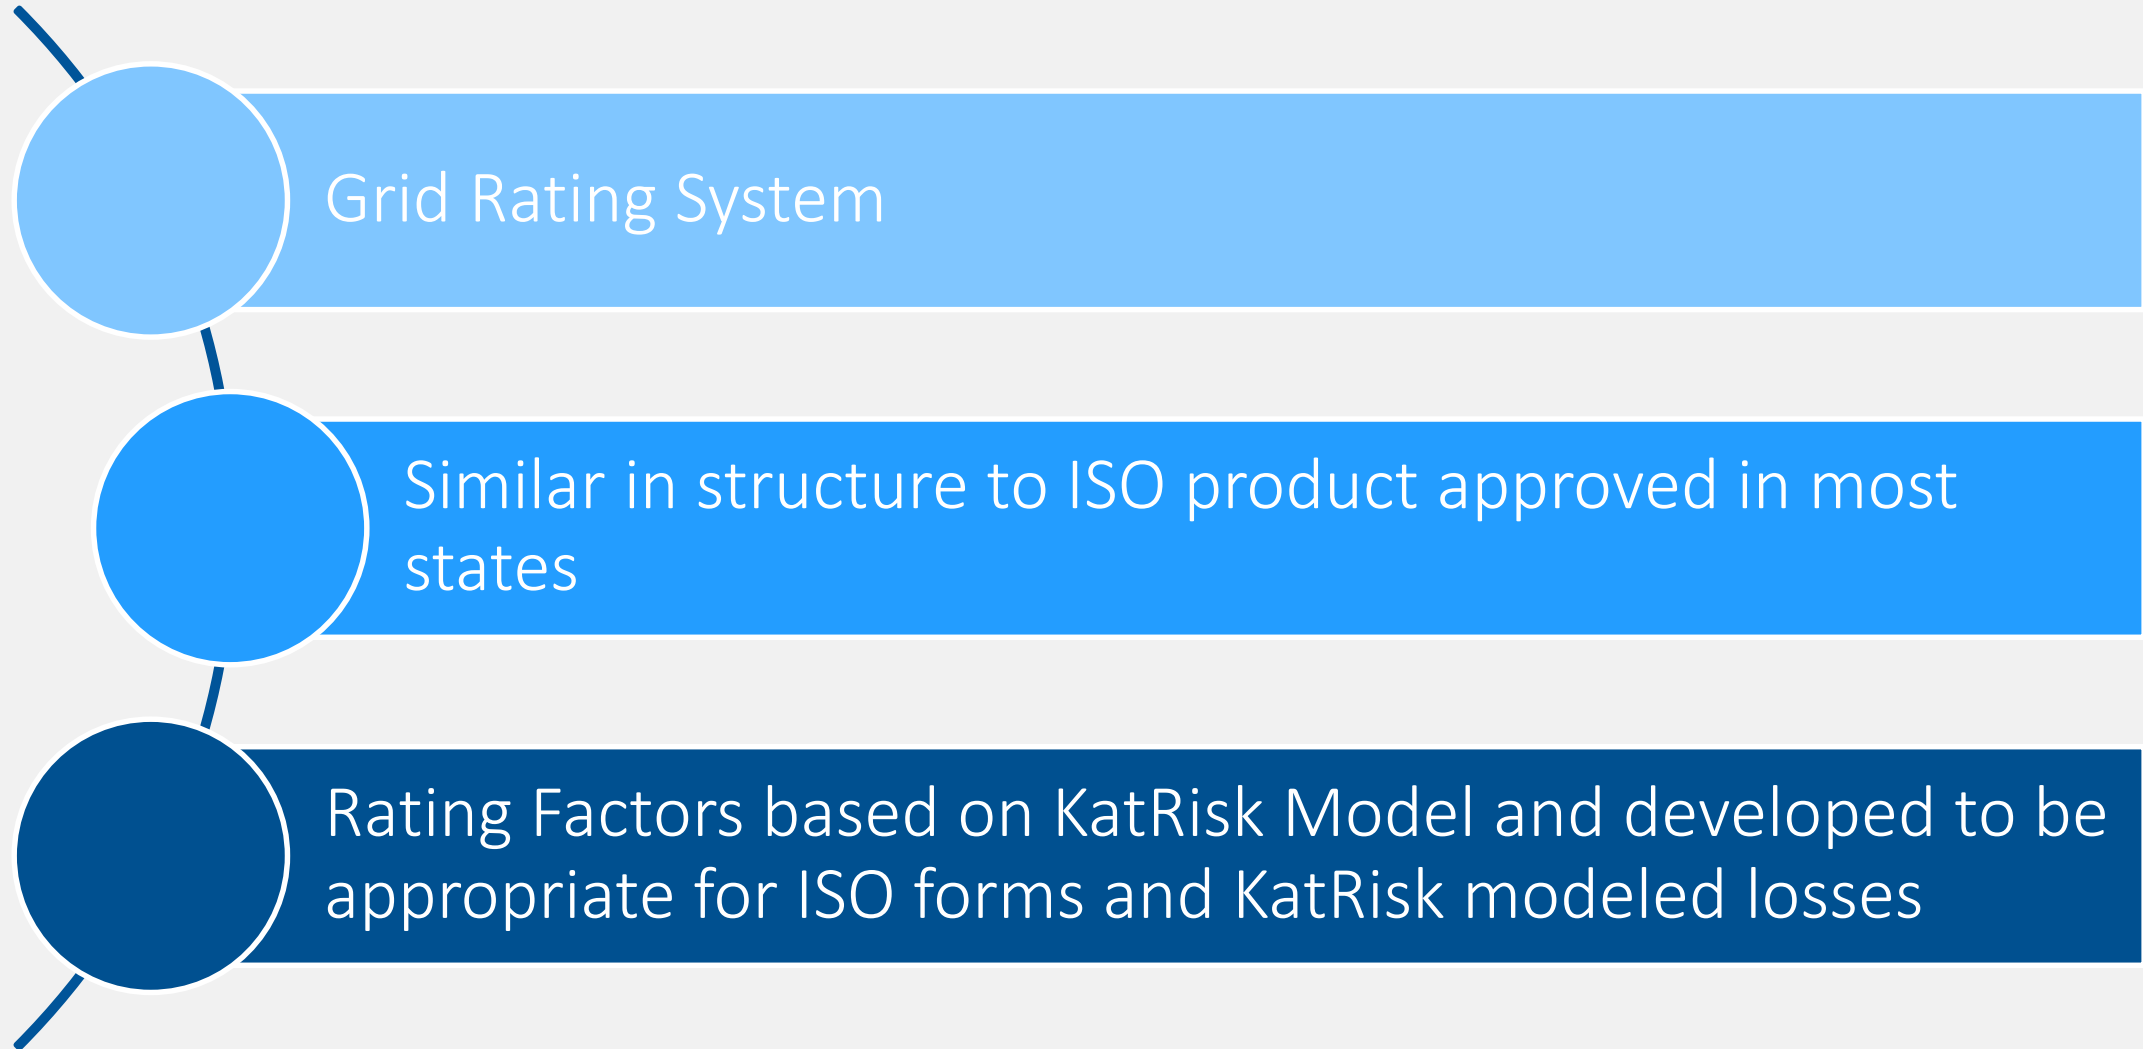 Grid Rating System
Similar in structure to ISO product approved in most
states
Rating Factors based on KatRisk Model and developed to be
appropriate for ISO forms and KatRisk modeled losses